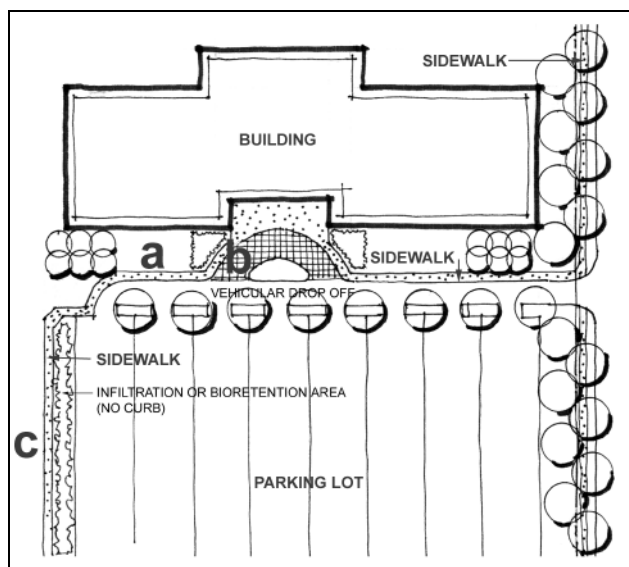 SIDEWALK
BUILDING
a
b
SIDEWALK
VEHICULAR DROP OFF
SIDEWALK
INFILTRATION OR BIORETENTION AREA
(NO CURB)
c
PARKING LOT